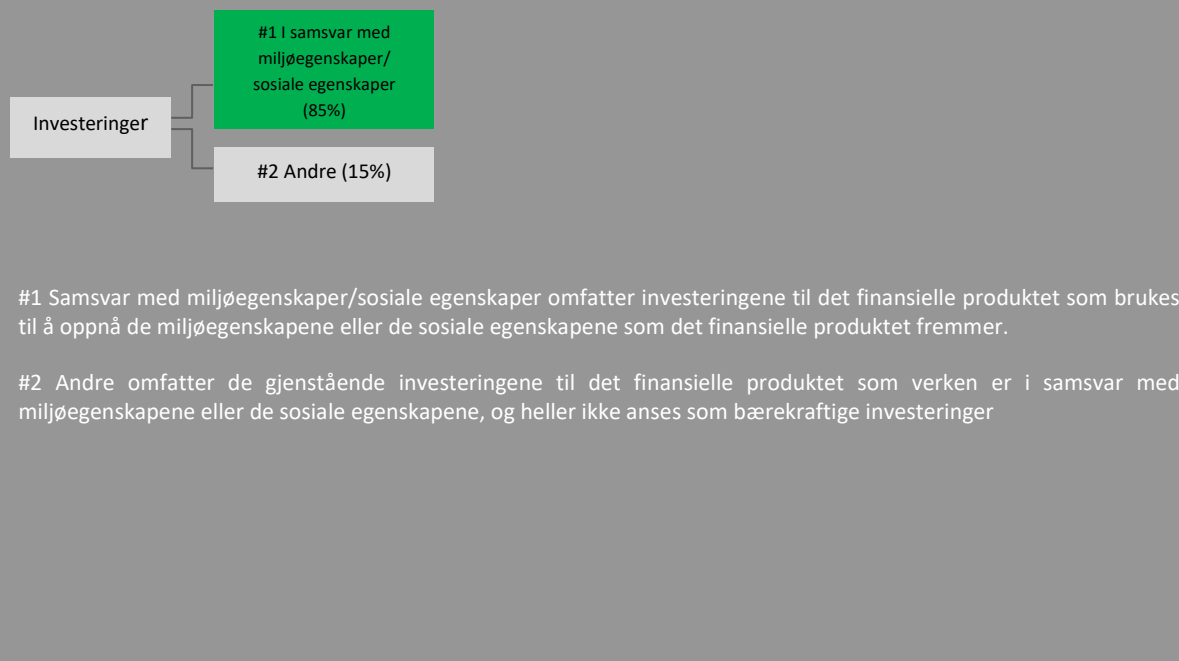 #1 I samsvar med
miljøegenskaper/
sosiale egenskaper
(85%)
Investeringer
#2 Andre (15%)
#1 Samsvar med miljøegenskaper/sosiale egenskaper omfatter investeringene til det finansielle produktet som brukes
til å oppnå de miljøegenskapene eller de sosiale egenskapene som det finansielle produktet fremmer.
#2 Andre omfatter de gjenstående investeringene til det finansielle produktet som verken er i samsvar med
miljøegenskapene eller de sosiale egenskapene, og heller ikke anses som bærekraftige investeringer